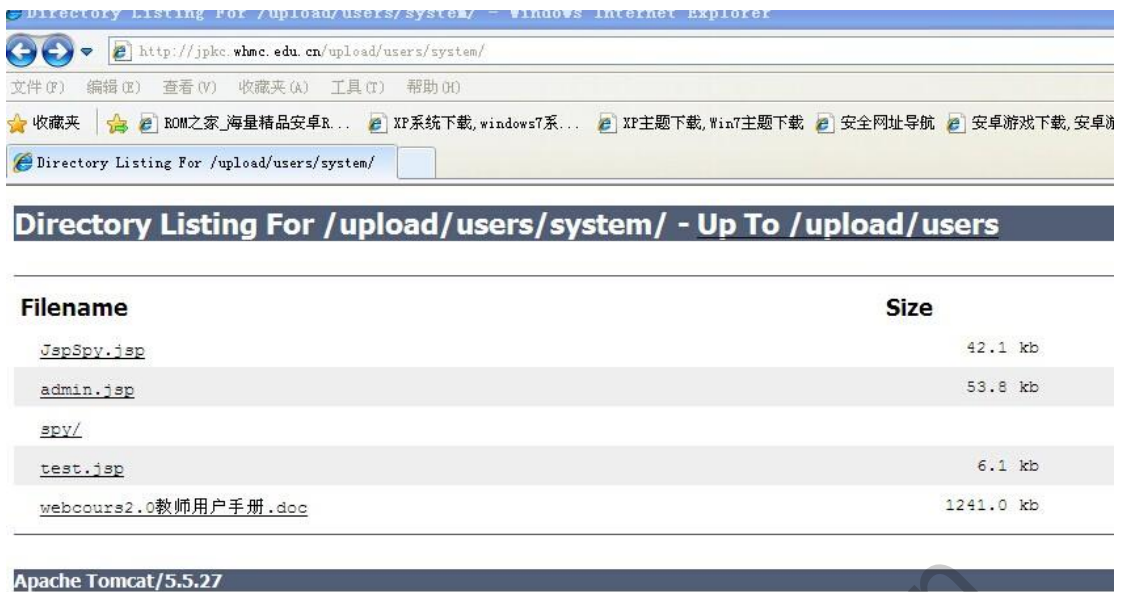 Directory Listing For /upload/users/system/ - Windows Internet Explorer
http://jpkc.whmc.edu.cn/upload/users/system/
文件(F) 编辑(E) 查看(V) 收藏夹(A) 工具(T) 帮助(H)
收藏夹 ROM之家_海量精品安卓R... XP系统下载,windows7系... XP主题下载,Win7主题下载 安全网址导航 安卓游戏下载,安卓游
Directory Listing For /upload/users/system/
Directory Listing For /upload/users/system/ - Up To /upload/users
Filename Size
JspSpy.jsp 42.1 kb
admin.jsp 53.8 kb
spy/
test.jsp 6.1 kb
webcours2.0教师用户手册.doc 1241.0 kb
Apache Tomcat/5.5.27